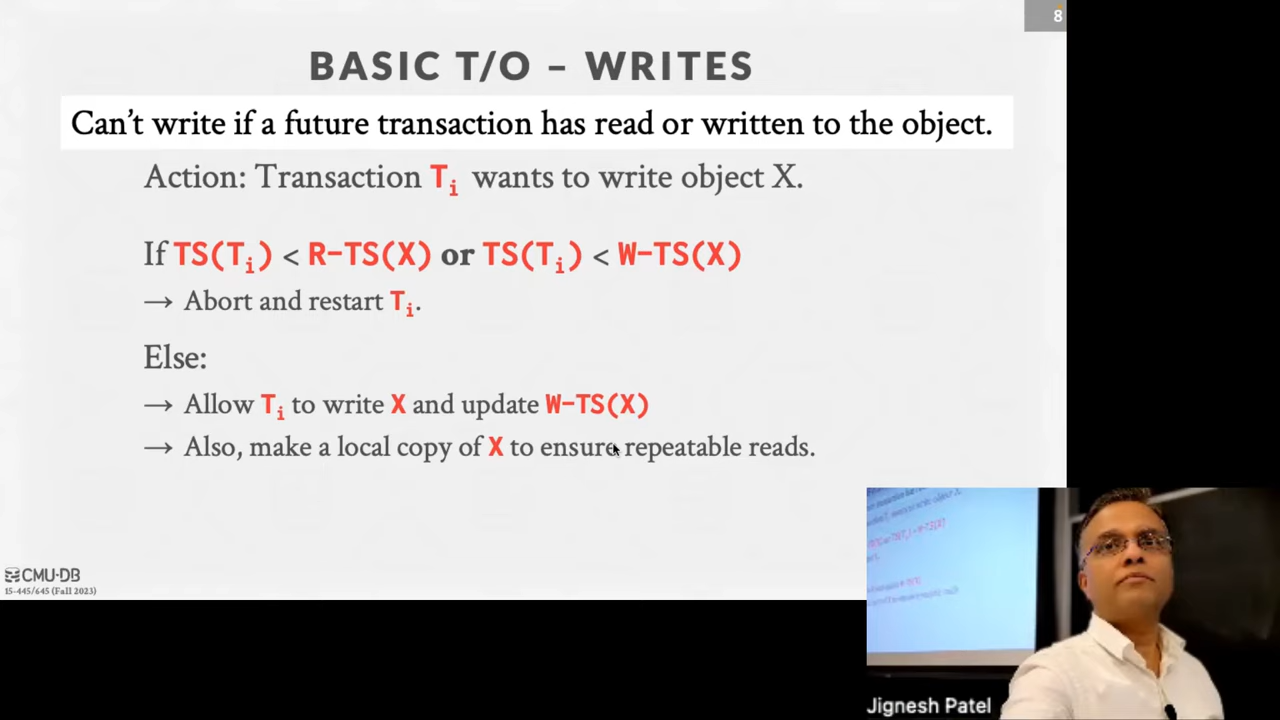 8
BASIC T/O – WRITES
Can't write if a future transaction has read or written to the object.
Action: Transaction Ti wants to write object X.
If TS(Ti) < R-TS(X) or TS(Ti) < W-TS(X)
→ Abort and restart Ti.
Else:
→ Allow Ti to write X and update W-TS(X)
→ Also, make a local copy of X to ensure repeatable reads.
CMU·DB
15-445/645 (Fall 2023)
Jignesh Patel